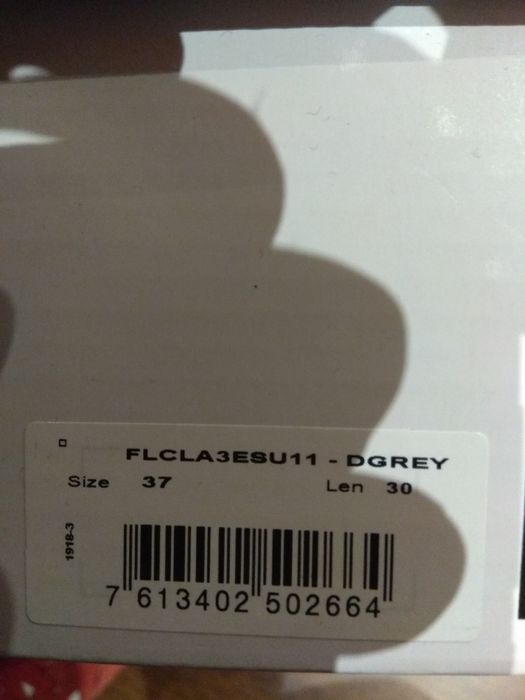 FLCLA3ESU11 - DGREY
Size 37 Len 30
1918-3
7 613402 502664